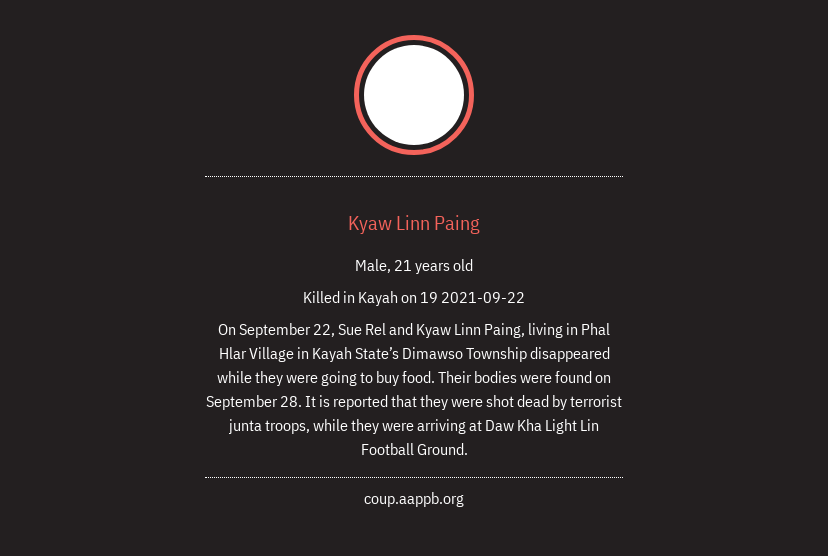 Kyaw Linn Paing
Male, 21 years old
Killed in Kayah on 19 2021-09-22
On September 22, Sue Rel and Kyaw Linn Paing, living in Phal
Hlar Village in Kayah State’s Dimawso Township disappeared
while they were going to buy food. Their bodies were found on
September 28. It is reported that they were shot dead by terrorist
junta troops, while they were arriving at Daw Kha Light Lin
Football Ground.
coup.aappb.org